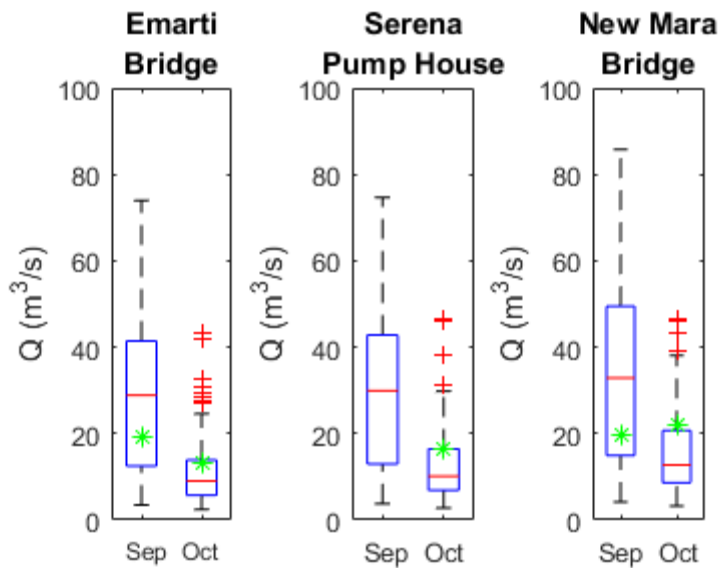 Emarti
Bridge
Q (m³/s)
100
80
60
40
20
0
Sep Oct
Serena
Pump House
Q (m³/s)
100
80
60
40
20
0
Sep Oct
New Mara
Bridge
Q (m³/s)
100
80
60
40
20
0
Sep Oct